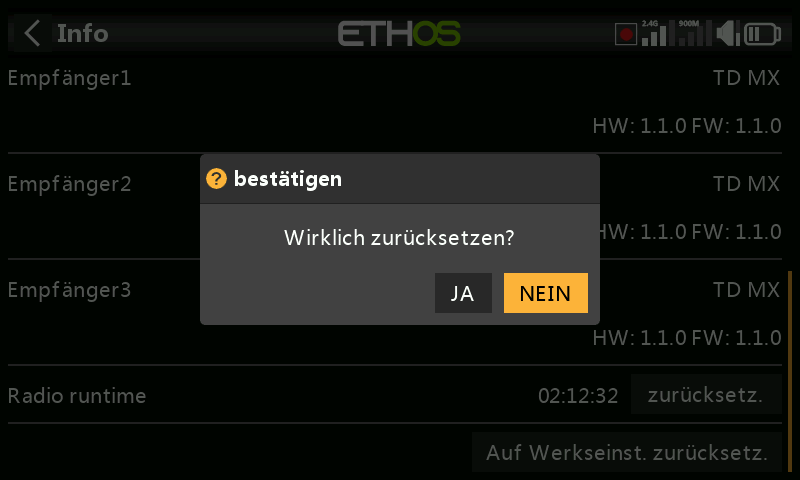 Info
ETHOS
2.4G
900M
Empfänger1
TD MX
HW: 1.1.0 FW: 1.1.0
Empfänger2
TD MX
HW: 1.1.0 FW: 1.1.0
? bestätigen
Wirklich zurücksetzen?
JA
NEIN
Empfänger3
TD MX
HW: 1.1.0 FW: 1.1.0
Radio runtime
02:12:32
zurücksetz.
Auf Werkseinst. zurücksetz.